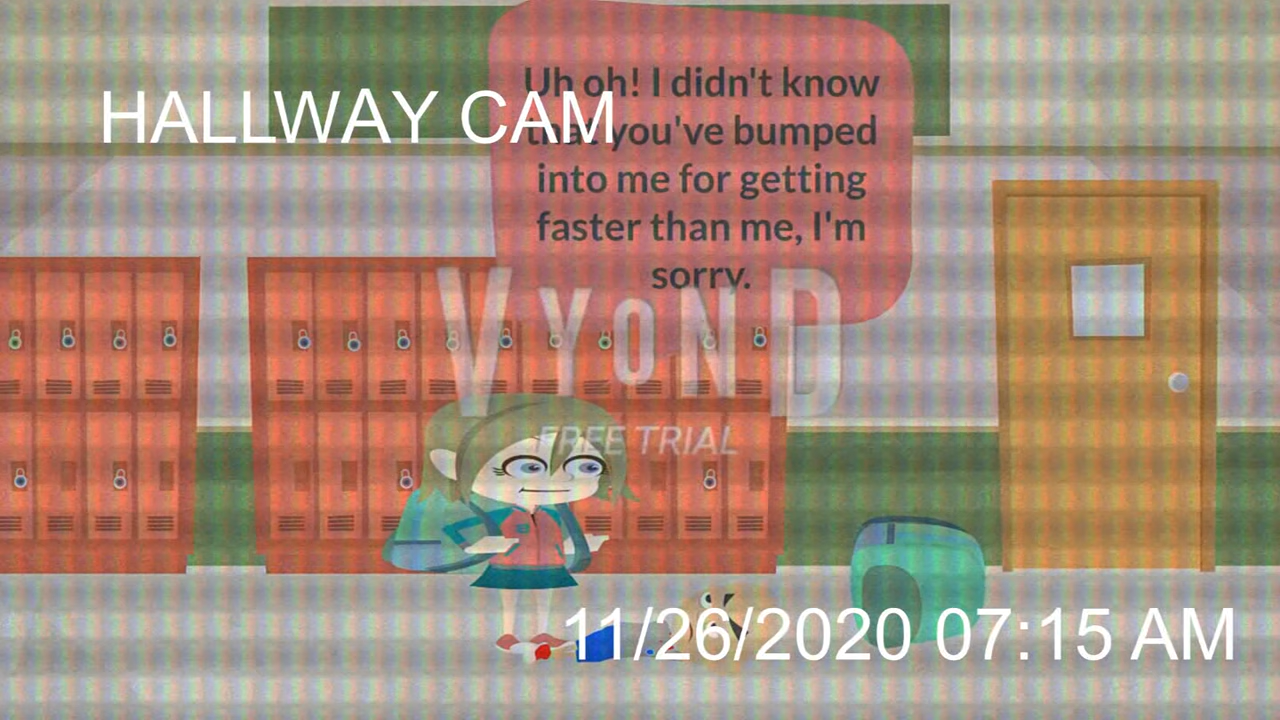 HALLWAY CAM
Uh oh! I didn't know
that you've bumped
into me for getting
faster than me, I'm
sorry.
VYOND
FREE TRIAL
11/26/2020 07:15 AM